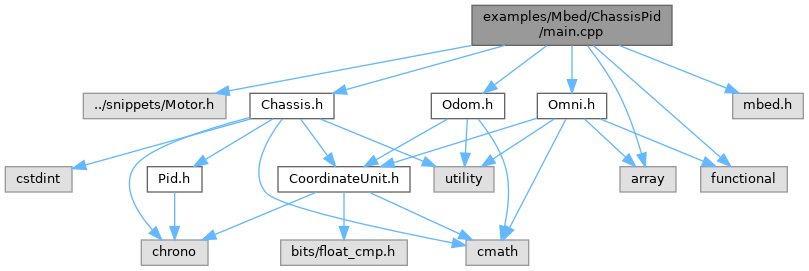 examples/Mbed/ChassisPid
/main.cpp
../snippets/Motor.h
Chassis.h
Odom.h
Omni.h
mbed.h
cstdint
Pid.h
CoordinateUnit.h
utility
array
functional
chrono
bits/float_cmp.h
cmath